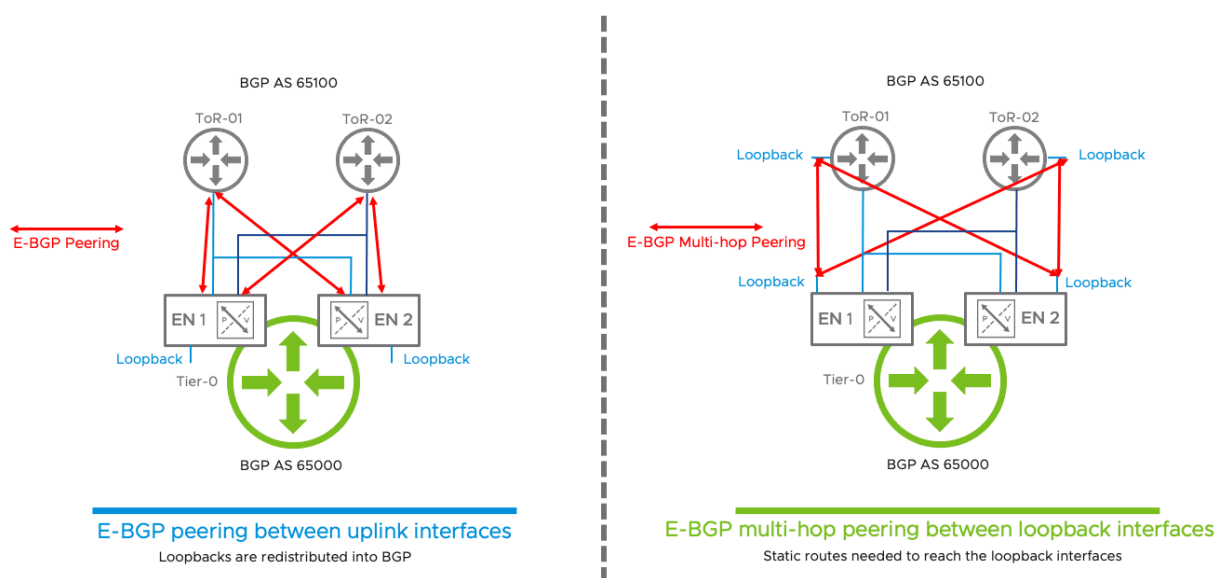 BGP AS 65100
ToR-01
ToR-02
E-BGP Peering
EN 1
P
V
P
V
EN 2
Loopback
Loopback
Tier-0
BGP AS 65000
E-BGP peering between uplink interfaces
Loopbacks are redistributed into BGP
BGP AS 65100
ToR-01
ToR-02
Loopback
Loopback
E-BGP Multi-hop Peering
Loopback
Loopback
EN 1
P
V
P
V
EN 2
Tier-0
BGP AS 65000
E-BGP multi-hop peering between loopback interfaces
Static routes needed to reach the loopback interfaces